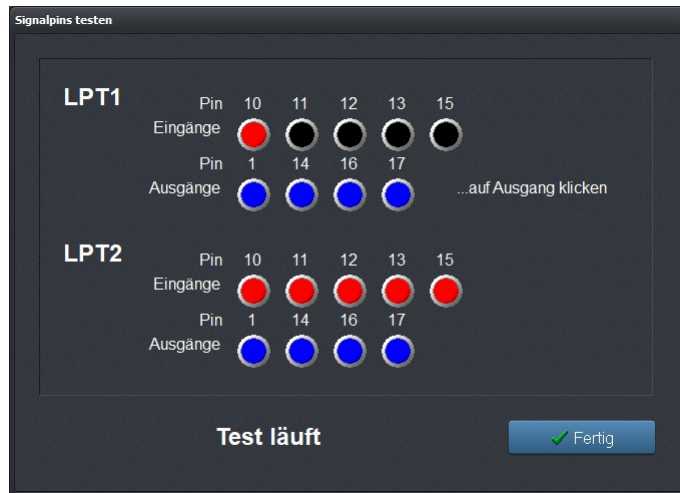 Signalpins testen
LPT1
Pin 10 11 12 13 15
Eingänge
Pin 1 14 16 17
Ausgänge
...auf Ausgang klicken
LPT2
Pin 10 11 12 13 15
Eingänge
Pin 1 14 16 17
Ausgänge
Test läuft
Fertig